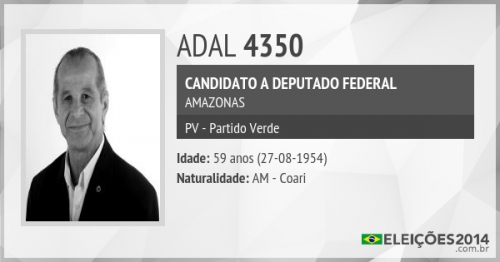 ADAL 4350
CANDIDATO A DEPUTADO FEDERAL
AMAZONAS
PV - Partido Verde
Idade: 59 anos (27-08-1954)
Naturalidade: AM - Coari
ELEIÇÕES2014
.com.br